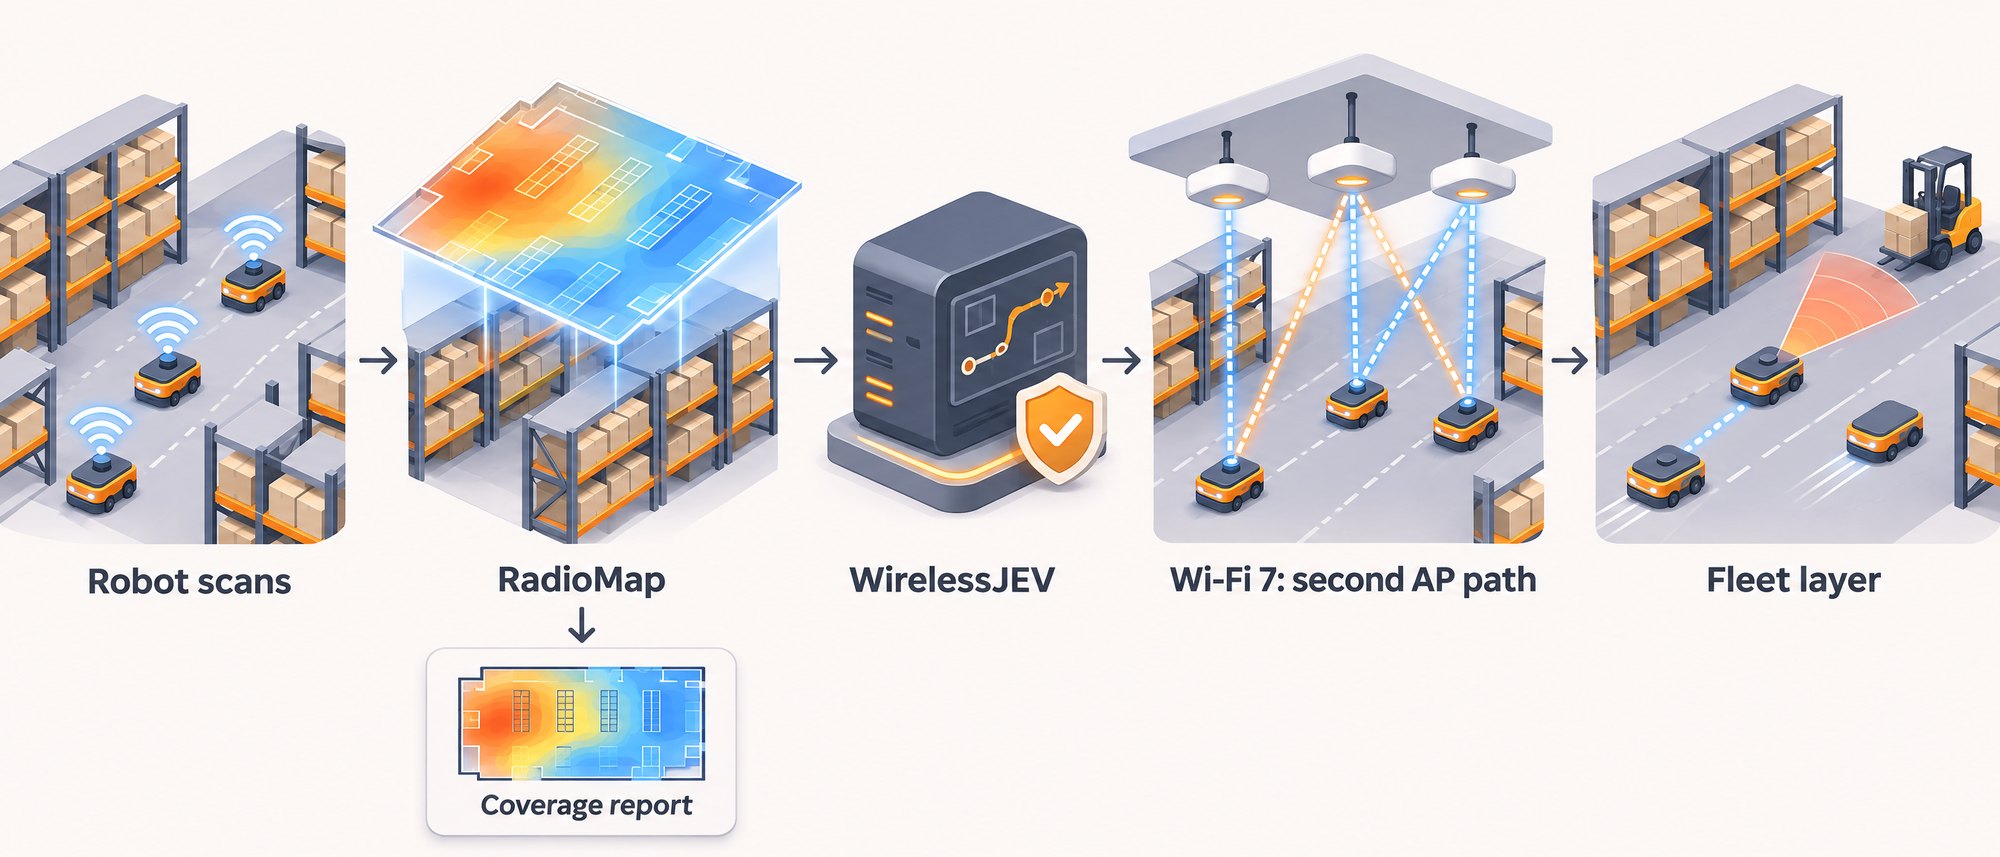 Robot scans
RadioMap
WirelessJEV
Wi-Fi 7: second AP path
Fleet layer
Coverage report